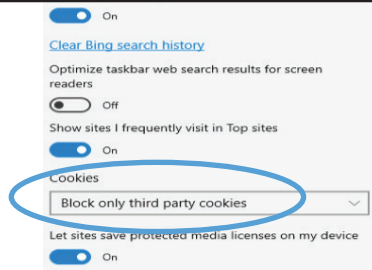 On
Clear Bing search history
Optimize taskbar web search results for screen
readers
Off
Show sites I frequently visit in Top sites
On
Cookies
Block only third party cookies
Let sites save protected media licenses on my device
On